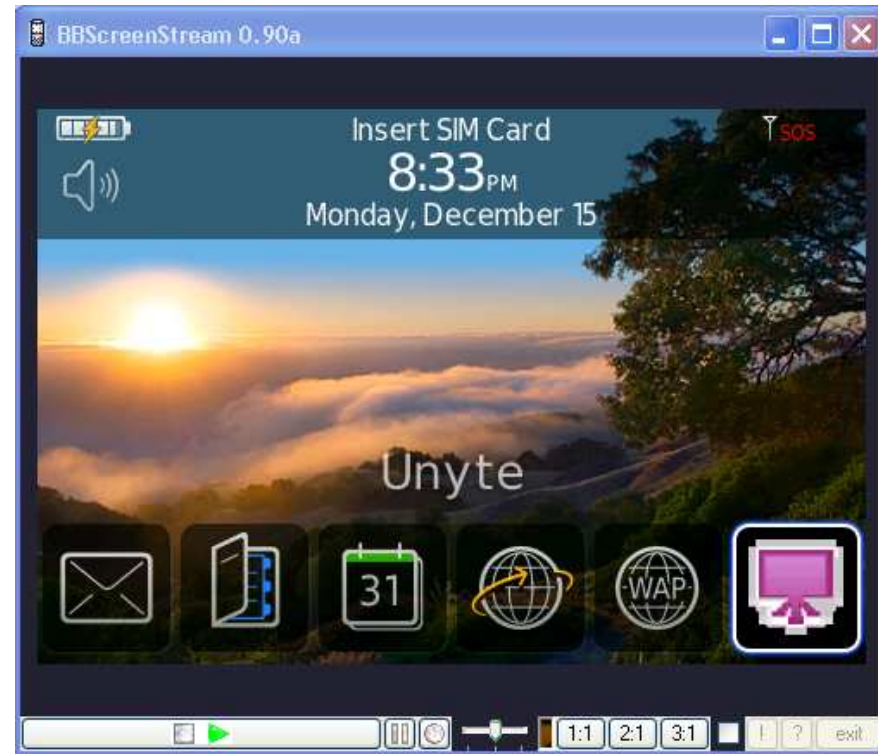 BBScreenStream 0.90a
Insert SIM Card
SOS
8:33PM
Monday, December 15
Unyte
31
WAP
1:1 2:1 3:1 ! ? exit